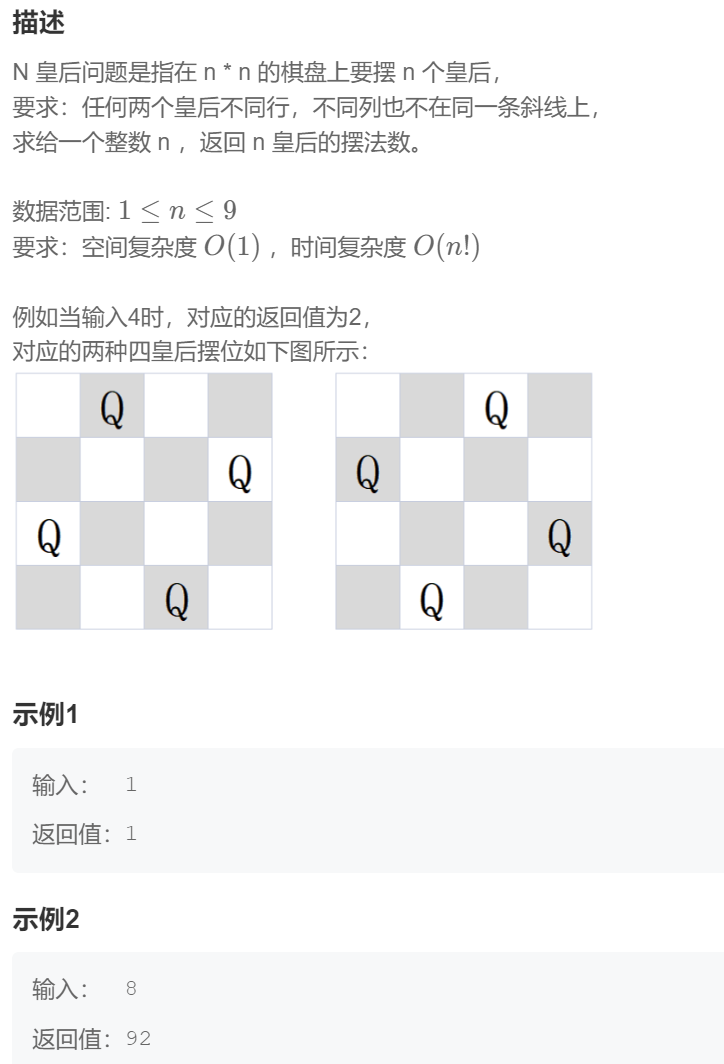 描述
N 皇后问题是指在 n * n 的棋盘上要摆 n 个皇后，
要求：任何两个皇后不同行，不同列也不在同一条斜线上，
求给一个整数 n ，返回 n 皇后的摆法数。
数据范围: 1 ≤ n ≤ 9
要求：空间复杂度 O(1) ，时间复杂度 O(n!)
例如当输入4时，对应的返回值为2，
对应的两种四皇后摆位如下图所示：
Q Q
Q Q
Q Q
Q Q
示例1
输入： 1
返回值：1
示例2
输入： 8
返回值：92